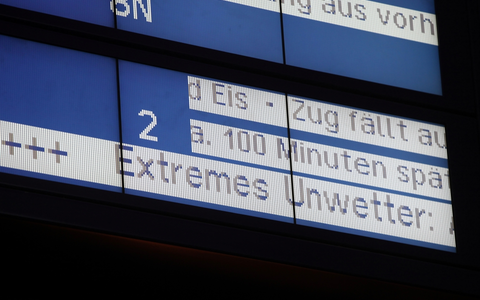 BN
ng aus vorh
2
d Eis - Zug fällt au
a. 100 Minuten spät
+++ Extremes Unwetter: